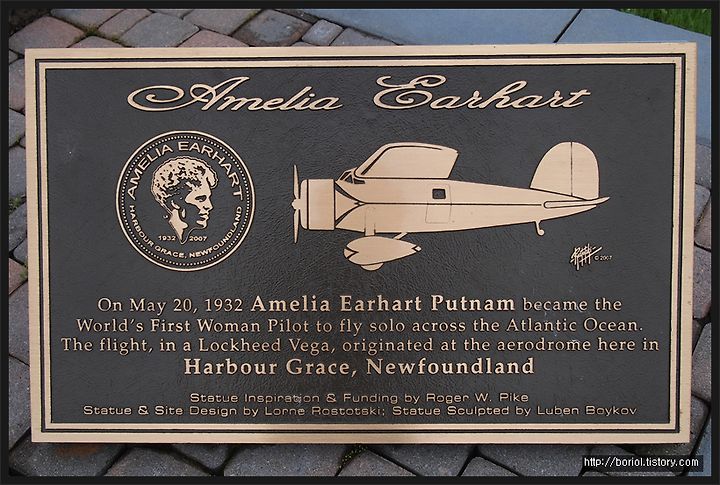 Amelia Earhart
AMELIA EARHART
1932 2007
HARBOUR GRACE, NEWFOUNDLAND
© 2007
On May 20, 1932 Amelia Earhart Putnam became the
World's First Woman Pilot to fly solo across the Atlantic Ocean.
The flight, in a Lockheed Vega, originated at the aerodrome here in
Harbour Grace, Newfoundland
Statue Inspiration & Funding by Roger W. Pike
Statue & Site Design by Lorne Rostotski; Statue Sculpted by Luben Boykov
http://boriol.tistory.com